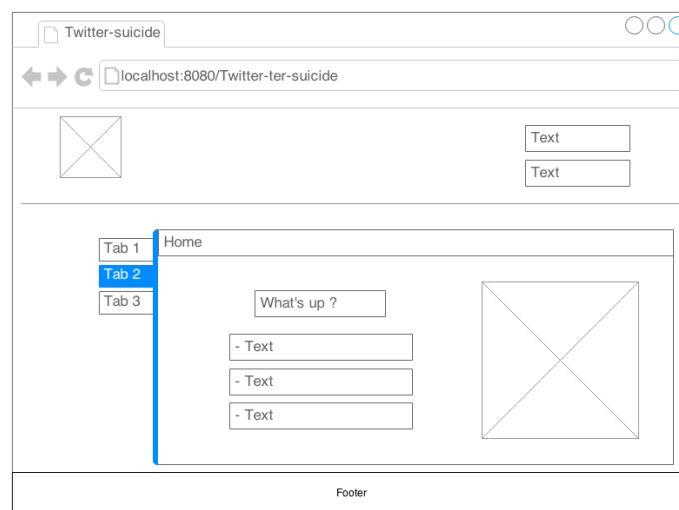 Twitter-suicide
localhost:8080/Twitter-ter-suicide
Text
Text
Tab 1
Home
Tab 2
Tab 3
What's up ?
- Text
- Text
- Text
Footer